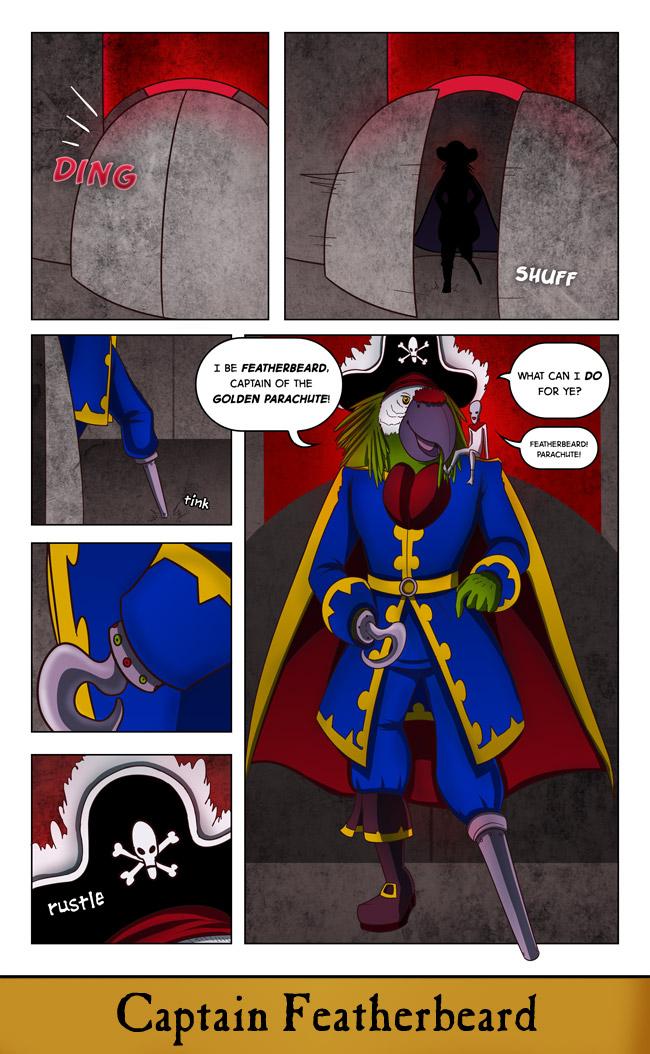 DING
SHUFF
tink
I BE FEATHERBEARD,
CAPTAIN OF THE
GOLDEN PARACHUTE!
WHAT CAN I DO
FOR YE?
FEATHERBEARD!
PARACHUTE!
rustle
Captain Featherbeard